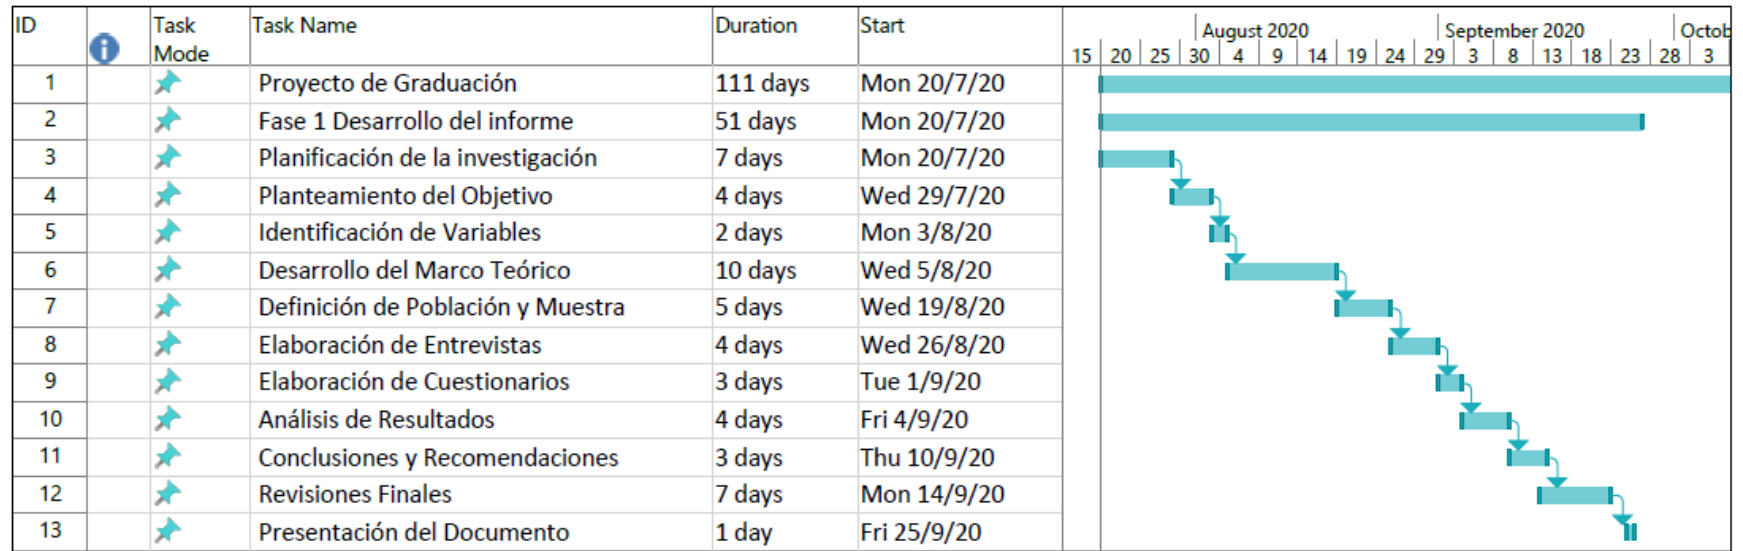 ID Task Mode Task Name Duration Start
August 2020 September 2020 Octob
15 20 25 30 4 9 14 19 24 29 3 8 13 18 23 28 3
1 Proyecto de Graduación 111 days Mon 20/7/20
2 Fase 1 Desarrollo del informe 51 days Mon 20/7/20
3 Planificación de la investigación 7 days Mon 20/7/20
4 Planteamiento del Objetivo 4 days Wed 29/7/20
5 Identificación de Variables 2 days Mon 3/8/20
6 Desarrollo del Marco Teórico 10 days Wed 5/8/20
7 Definición de Población y Muestra 5 days Wed 19/8/20
8 Elaboración de Entrevistas 4 days Wed 26/8/20
9 Elaboración de Cuestionarios 3 days Tue 1/9/20
10 Análisis de Resultados 4 days Fri 4/9/20
11 Conclusiones y Recomendaciones 3 days Thu 10/9/20
12 Revisiones Finales 7 days Mon 14/9/20
13 Presentación del Documento 1 day Fri 25/9/20